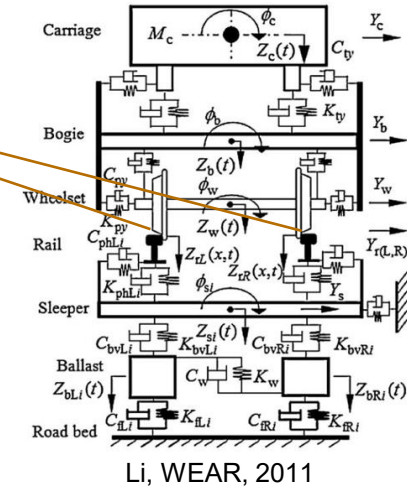 Carriage M_c ϕ_c Z_c(t) C_ty Y_c
K_ty
Bogie ϕ_b Z_b(t) Y_b
C_py ϕ_w
Wheelset Z_w(t) Y_w
K_py
Rail C_phLi Z_rL(x,t) Z_rR(x,t) Y_r(L,R)
K_phLi ϕ_si Y_s
Sleeper Z_si(t)
C_bvLi K_bvLi C_bvRi K_bvRi
Ballast C_w K_w
Z_bLi(t) Z_bRi(t)
C_fLi K_fLi C_fRi K_fRi
Road bed
Li, WEAR, 2011